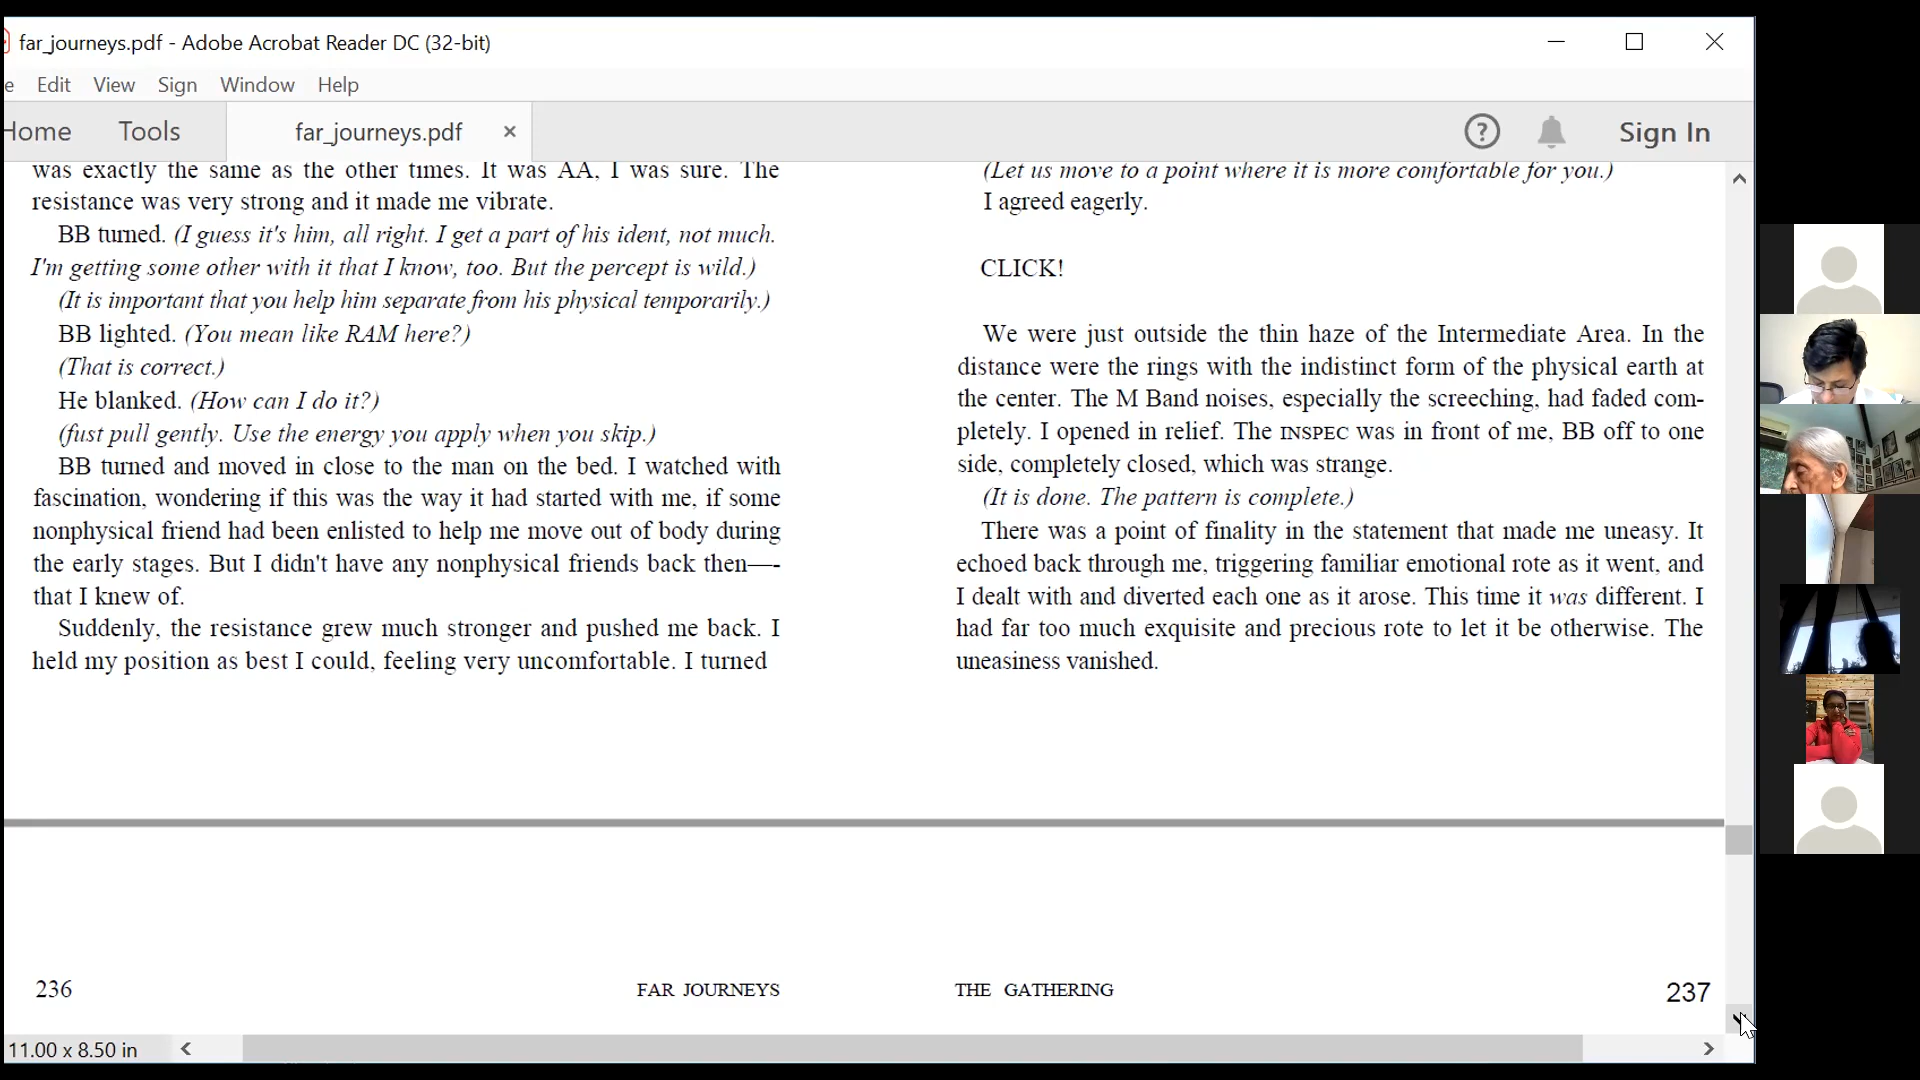 far_journeys.pdf - Adobe Acrobat Reader DC (32-bit)
e Edit View Sign Window Help
Home Tools far_journeys.pdf × ? Sign In
was exactly the same as the other times. It was AA, I was sure. The
resistance was very strong and it made me vibrate.
BB turned. (I guess it's him, all right. I get a part of his ident, not much.
I'm getting some other with it that I know, too. But the percept is wild.)
(It is important that you help him separate from his physical temporarily.)
BB lighted. (You mean like RAM here?)
(That is correct.)
He blanked. (How can I do it?)
(fust pull gently. Use the energy you apply when you skip.)
BB turned and moved in close to the man on the bed. I watched with
fascination, wondering if this was the way it had started with me, if some
nonphysical friend had been enlisted to help me move out of body during
the early stages. But I didn't have any nonphysical friends back then—-
that I knew of.
Suddenly, the resistance grew much stronger and pushed me back. I
held my position as best I could, feeling very uncomfortable. I turned
(Let us move to a point where it is more comfortable for you.)
I agreed eagerly.
CLICK!
We were just outside the thin haze of the Intermediate Area. In the
distance were the rings with the indistinct form of the physical earth at
the center. The M Band noises, especially the screeching, had faded com-
pletely. I opened in relief. The INSPEC was in front of me, BB off to one
side, completely closed, which was strange.
(It is done. The pattern is complete.)
There was a point of finality in the statement that made me uneasy. It
echoed back through me, triggering familiar emotional rote as it went, and
I dealt with and diverted each one as it arose. This time it was different. I
had far too much exquisite and precious rote to let it be otherwise. The
uneasiness vanished.
236 FAR JOURNEYS THE GATHERING 237
11.00 x 8.50 in